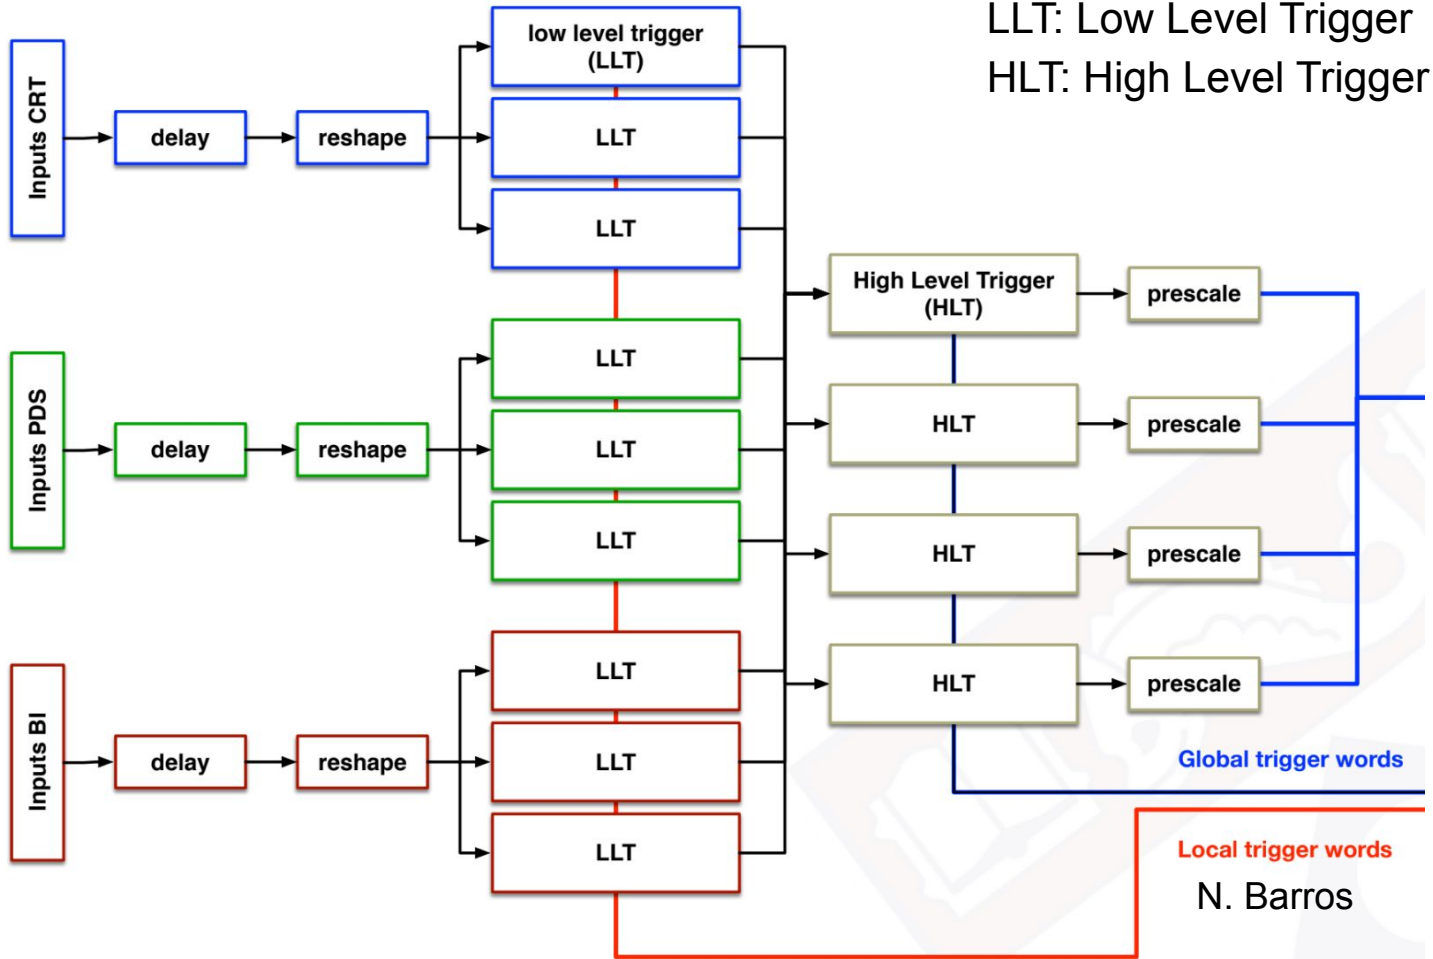 LLT: Low Level Trigger
HLT: High Level Trigger
Inputs CRT
delay
reshape
low level trigger
(LLT)
LLT
LLT
Inputs PDS
delay
reshape
LLT
LLT
LLT
Inputs BI
delay
reshape
LLT
LLT
LLT
High Level Trigger
(HLT)
prescale
HLT
prescale
HLT
prescale
HLT
prescale
Global trigger words
Local trigger words
N. Barros